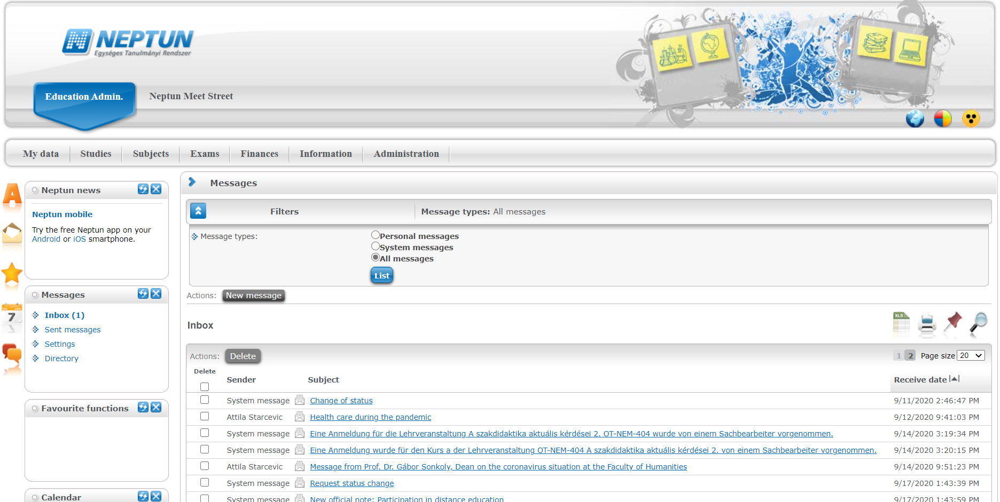 NEPTUN
Egységes Tanulmányi Rendszer
Education Admin.
Neptun Meet Street
My data
Studies
Subjects
Exams
Finances
Information
Administration
A
7
Neptun news
Neptun mobile
Try the free Neptun app on your
Android or iOS smartphone.
Messages
Inbox (1)
Sent messages
Settings
Directory
Favourite functions
Calendar
Messages
Filters
Message types: All messages
Message types:
Personal messages
System messages
All messages
List
Actions: New message
Inbox
XLS
Actions: Delete
1 2 Page size 20
Delete
Sender Subject Receive date
System message Change of status 9/11/2020 2:46:47 PM
Attila Starcevic Health care during the pandemic 9/12/2020 9:41:03 PM
System message Eine Anmeldung für die Lehrveranstaltung A szakdidaktika aktuális kérdései 2. OT-NEM-404 wurde von einem Sachbearbeiter vorgenommen. 9/14/2020 3:19:34 PM
System message Eine Anmeldung wurde für den Kurs a der Lehrveranstaltung OT-NEM-404 A szakdidaktika aktuális kérdései 2. von einem Sachbearbeiter vorgenommen. 9/14/2020 3:20:15 PM
Attila Starcevic Message from Prof. Dr. Gábor Sonkoly, Dean on the coronavirus situation at the Faculty of Humanities 9/14/2020 9:51:23 PM
System message Request status change 9/17/2020 1:43:39 PM
System message New official note: Participation in distance education 9/17/2020 1:43:59 PM